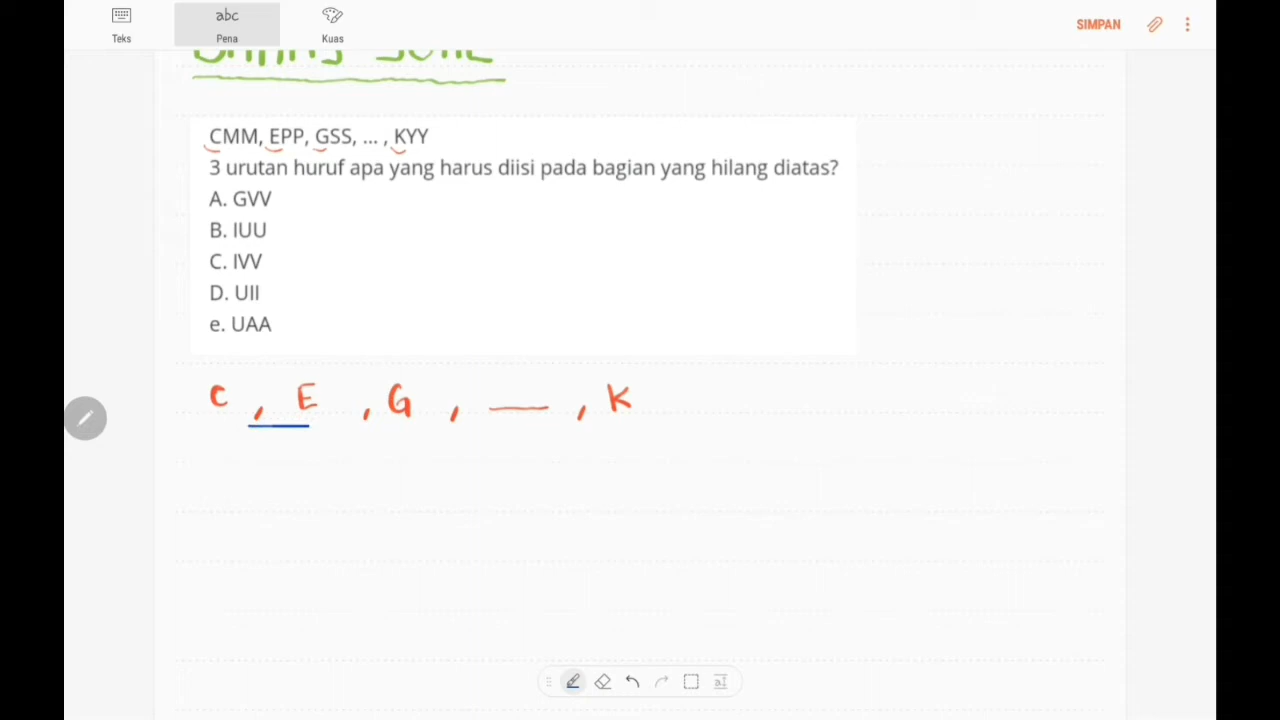 Teks
abc
Pena
Kuas
SIMPAN
CMM, EPP, GSS, ... , KYY
3 urutan huruf apa yang harus diisi pada bagian yang hilang diatas?
A. GVV
B. IUU
C. IVV
D. UII
e. UAA
C , E , G , ___ , K